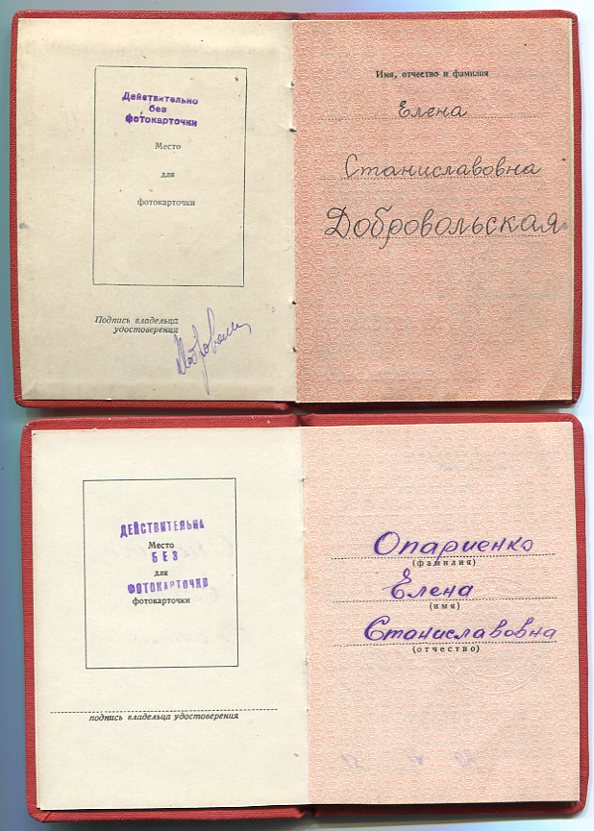 Действительно
без
фотокарточки
Место
для
фотокарточки
Подпись владельца
удостоверения
Имя, отчество и фамилия
Елена
Станиславовна
Добровольская
ДЕЙСТВИТЕЛЬНА
Место
БЕЗ
для
ФОТОКАРТОЧКИ
фотокарточки
подпись владельца удостоверения
Опариенко
(фамилия)
Елена
(имя)
Станиславовна
(отчество)